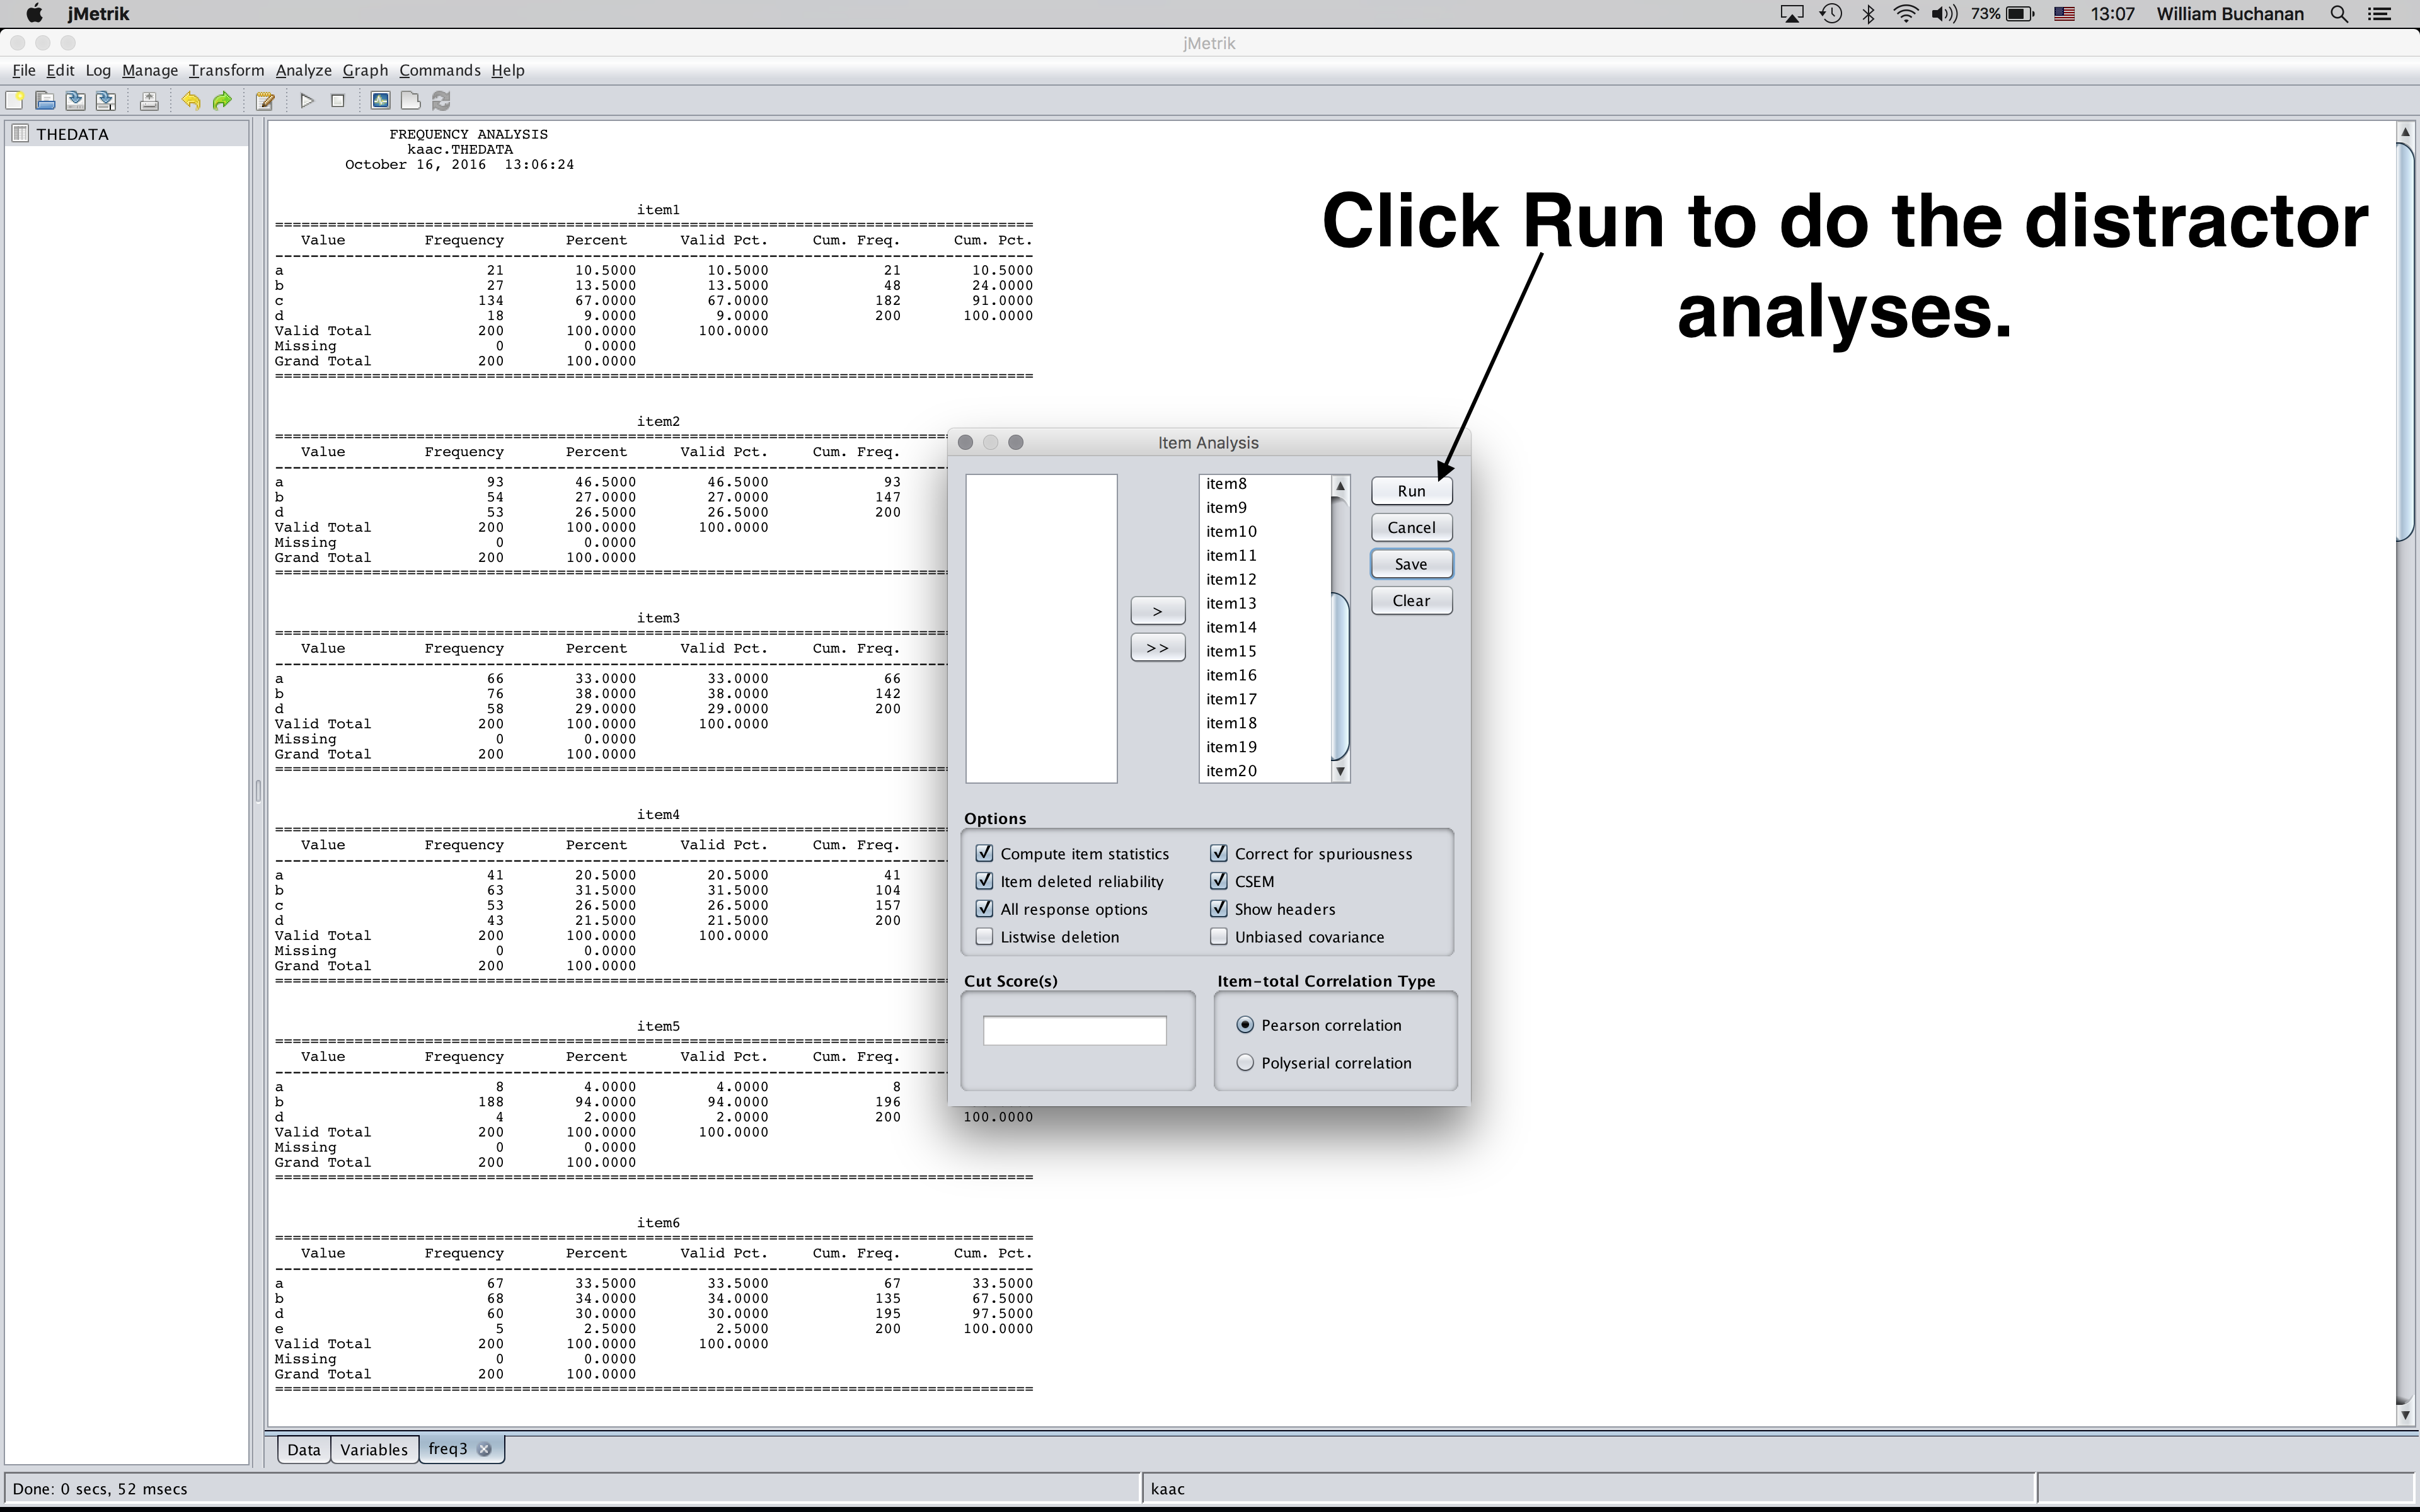 jMetrik 73% 13:07 William Buchanan
jMetrik
File Edit Log Manage Transform Analyze Graph Commands Help
THEDATA
FREQUENCY ANALYSIS
kaac.THEDATA
October 16, 2016 13:06:24
item1
Value Frequency Percent Valid Pct. Cum. Freq. Cum. Pct.
a 21 10.5000 10.5000 21 10.5000
b 27 13.5000 13.5000 48 24.0000
c 134 67.0000 67.0000 182 91.0000
d 18 9.0000 9.0000 200 100.0000
Valid Total 200 100.0000 100.0000
Missing 0 0.0000
Grand Total 200 100.0000
item2
Value Frequency Percent Valid Pct. Cum. Freq.
a 93 46.5000 46.5000 93
b 54 27.0000 27.0000 147
d 53 26.5000 26.5000 200
Valid Total 200 100.0000 100.0000
Missing 0 0.0000
Grand Total 200 100.0000
item3
Value Frequency Percent Valid Pct. Cum. Freq.
a 66 33.0000 33.0000 66
b 76 38.0000 38.0000 142
d 58 29.0000 29.0000 200
Valid Total 200 100.0000 100.0000
Missing 0 0.0000
Grand Total 200 100.0000
item4
Value Frequency Percent Valid Pct. Cum. Freq.
a 41 20.5000 20.5000 41
b 63 31.5000 31.5000 104
c 53 26.5000 26.5000 157
d 43 21.5000 21.5000 200
Valid Total 200 100.0000 100.0000
Missing 0 0.0000
Grand Total 200 100.0000
item5
Value Frequency Percent Valid Pct. Cum. Freq.
a 8 4.0000 4.0000 8
b 188 94.0000 94.0000 196
d 4 2.0000 2.0000 200 100.0000
Valid Total 200 100.0000 100.0000
Missing 0 0.0000
Grand Total 200 100.0000
item6
Value Frequency Percent Valid Pct. Cum. Freq. Cum. Pct.
a 67 33.5000 33.5000 67 33.5000
b 68 34.0000 34.0000 135 67.5000
d 60 30.0000 30.0000 195 97.5000
e 5 2.5000 2.5000 200 100.0000
Valid Total 200 100.0000 100.0000
Missing 0 0.0000
Grand Total 200 100.0000
Click Run to do the distractor
analyses.
Item Analysis
item8
item9
item10
item11
item12
item13
item14
item15
item16
item17
item18
item19
item20
>
>>
Run
Cancel
Save
Clear
Options
Compute item statistics Correct for spuriousness
Item deleted reliability CSEM
All response options Show headers
Listwise deletion Unbiased covariance
Cut Score(s) Item-total Correlation Type
Pearson correlation
Polyserial correlation
Data Variables freq3
Done: 0 secs, 52 msecs kaac